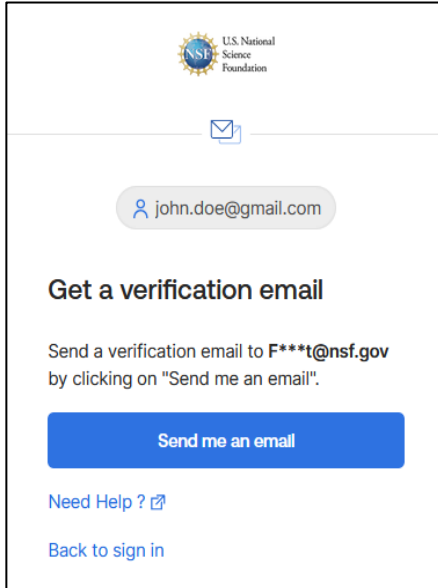 NSF
U.S. National
Science
Foundation
john.doe@gmail.com
Get a verification email
Send a verification email to F***t@nsf.gov
by clicking on "Send me an email".
Send me an email
Need Help ?
Back to sign in